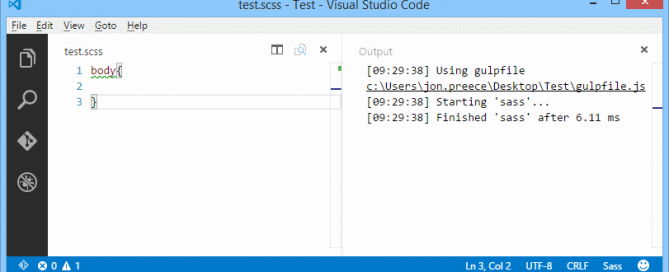 test.scss - Test - Visual Studio Code
File Edit View Goto Help
test.scss
1 body{
2
3 }
Output
[09:29:38] Using gulpfile
c:\Users\jon.preece\Desktop\Test\gulpfile.js
[09:29:38] Starting 'sass'...
[09:29:38] Finished 'sass' after 6.11 ms
0 1 Ln 3, Col 2 UTF-8 CRLF Sass